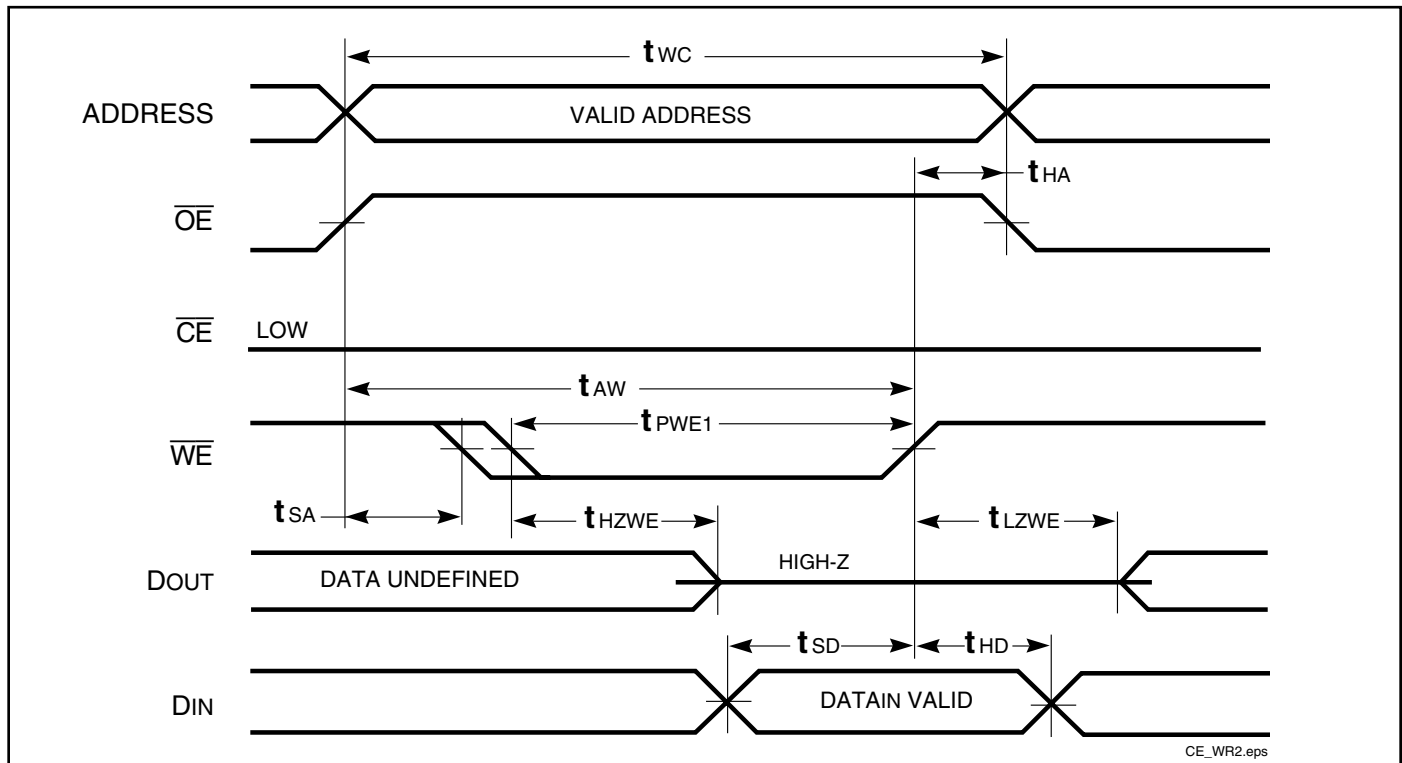 tWC
ADDRESS VALID ADDRESS
tHA
OE
CE LOW
tAW
tPWE1
WE
tSA tHZWE tLZWE
DOUT DATA UNDEFINED HIGH-Z
tSD tHD
DIN DATAIN VALID
CE_WR2.eps